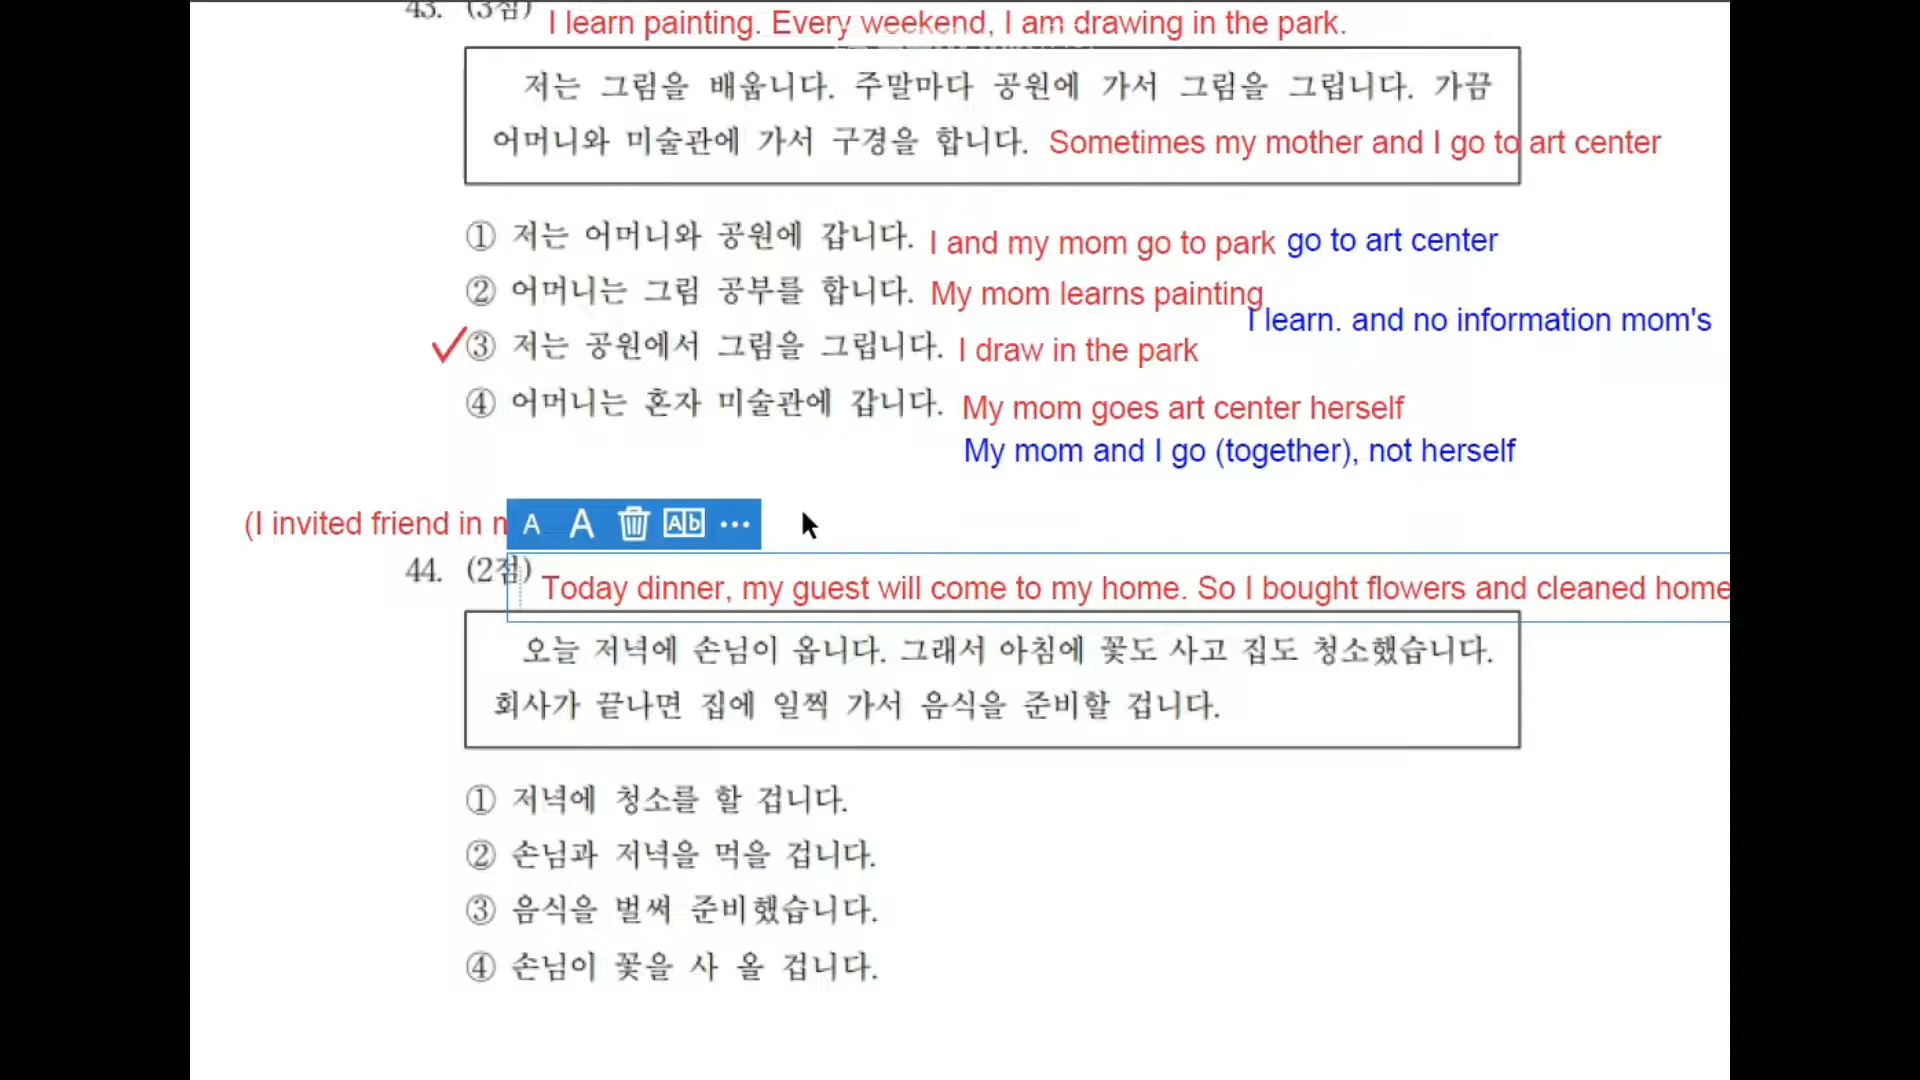 43. (3점) I learn painting. Every weekend, I am drawing in the park.
저는 그림을 배웁니다. 주말마다 공원에 가서 그림을 그립니다. 가끔
어머니와 미술관에 가서 구경을 합니다. Sometimes my mother and I go to art center
① 저는 어머니와 공원에 갑니다. I and my mom go to park go to art center
② 어머니는 그림 공부를 합니다. My mom learns painting
I learn. and no information mom's
③ 저는 공원에서 그림을 그립니다. I draw in the park
④ 어머니는 혼자 미술관에 갑니다. My mom goes art center herself
My mom and I go (together), not herself
(I invited friend in A A Ab ...
44. (2점) Today dinner, my guest will come to my home. So I bought flowers and cleaned home
오늘 저녁에 손님이 옵니다. 그래서 아침에 꽃도 사고 집도 청소했습니다.
회사가 끝나면 집에 일찍 가서 음식을 준비할 겁니다.
① 저녁에 청소를 할 겁니다.
② 손님과 저녁을 먹을 겁니다.
③ 음식을 벌써 준비했습니다.
④ 손님이 꽃을 사 올 겁니다.